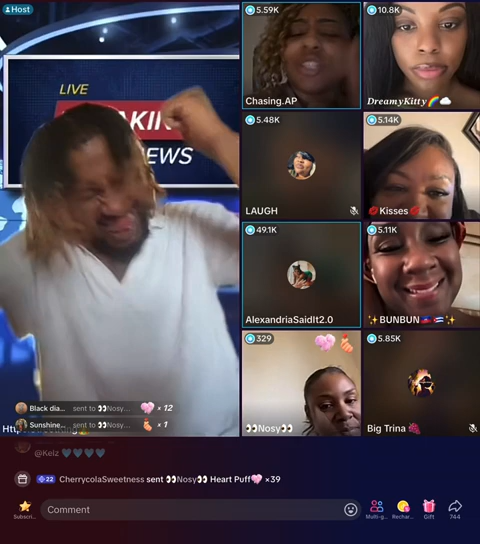 Host
LIVE
NEWS
5.59K
Chasing.AP
10.8K
DreamyKitty🌈☁️
5.48K
LAUGH
5.14K
💋Kisses💋
49.1K
AlexandriaSaidIt2.0
5.11K
✨BUNBUN🇭🇹🇨🇺✨
329
👀Nosy👀
5.85K
Big Trina 🍇
Black dia... sent to 👀Nosy... × 12
Sunshine... sent to 👀Nosy... × 1
@Kelz 💙💙💙💙
22 CherrycolaSweetness sent 👀Nosy👀 Heart Puff ×39
Subscri...
Comment
Multi-g...
Rechar...
Gift
744